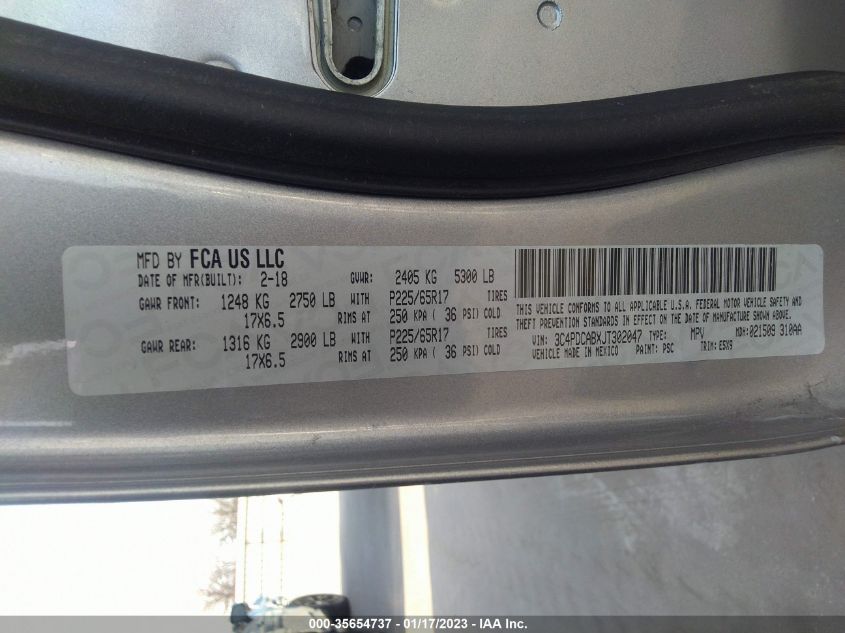 MFD BY FCA US LLC
DATE OF MFR(BUILT): 2-18 GVWR: 2405 KG 5300 LB
GAWR FRONT: 1248 KG 2750 LB WITH P225/65R17 TIRES
17X6.5 RIMS AT 250 KPA ( 36 PSI) COLD
GAWR REAR: 1316 KG 2900 LB WITH P225/65R17 TIRES
17X6.5 RIMS AT 250 KPA ( 36 PSI) COLD
THIS VEHICLE CONFORMS TO ALL APPLICABLE U.S.A. FEDERAL MOTOR VEHICLE SAFETY AND
THEFT PREVENTION STANDARDS IN EFFECT ON THE DATE OF MANUFACTURE SHOWN ABOVE.
VIN: 3C4PDCABXJT302047 TYPE: MPV MDH: 021509 310AA
VEHICLE MADE IN MEXICO PAINT: PSC TRIM: E5X9
000-35654737 - 01/17/2023 - IAA Inc.